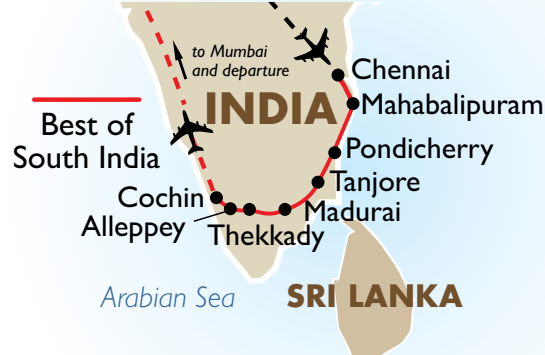 to Mumbai
and departure
Chennai
INDIA
Mahabalipuram
Best of
South India
Pondicherry
Tanjore
Cochin
Madurai
Alleppey
Thekkady
Arabian Sea
SRI LANKA